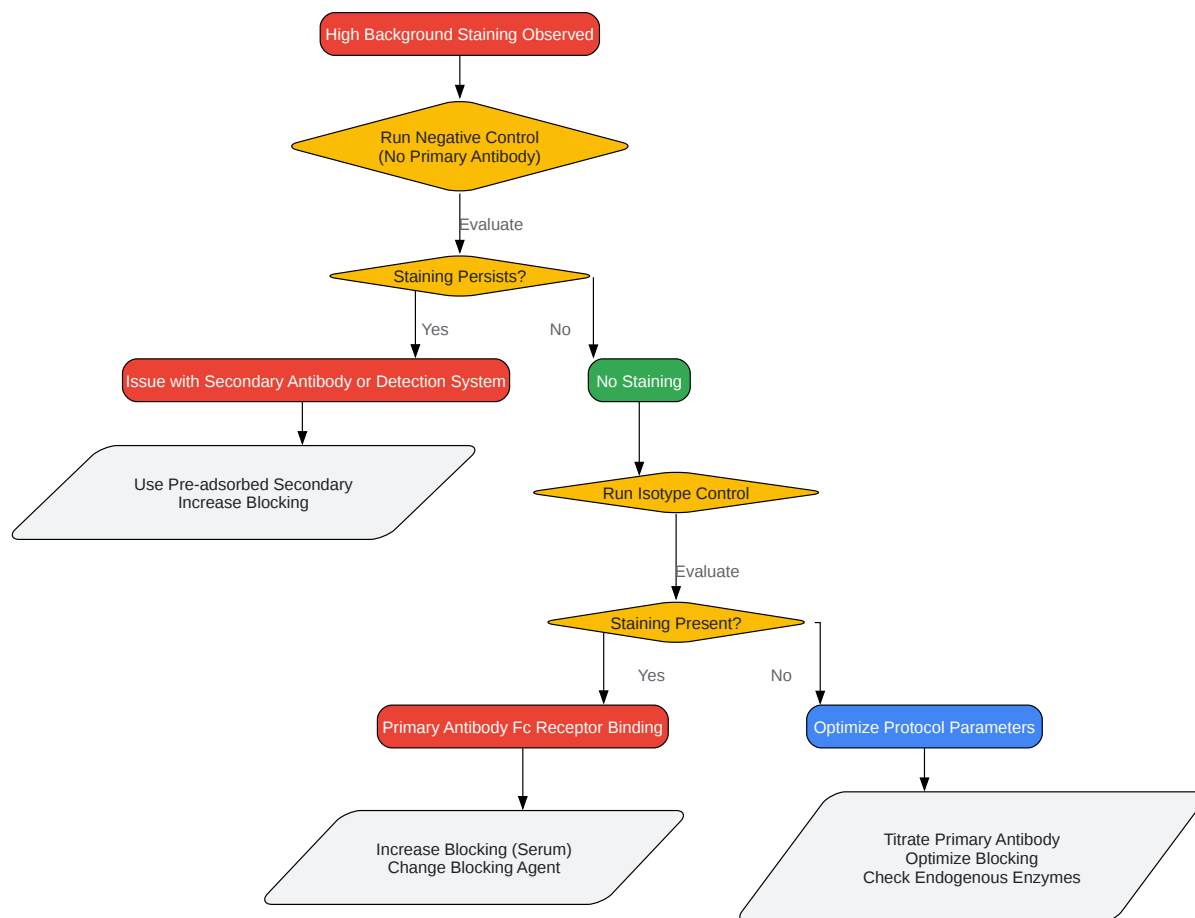 High Background Staining Observed
Run Negative Control
(No Primary Antibody)
Evaluate
Staining Persists?
Yes
No
Issue with Secondary Antibody or Detection System
No Staining
Use Pre-adsorbed Secondary
Increase Blocking
Run Isotype Control
Evaluate
Staining Present?
Yes
No
Primary Antibody Fc Receptor Binding
Optimize Protocol Parameters
Increase Blocking (Serum)
Change Blocking Agent
Titrate Primary Antibody
Optimize Blocking
Check Endogenous Enzymes